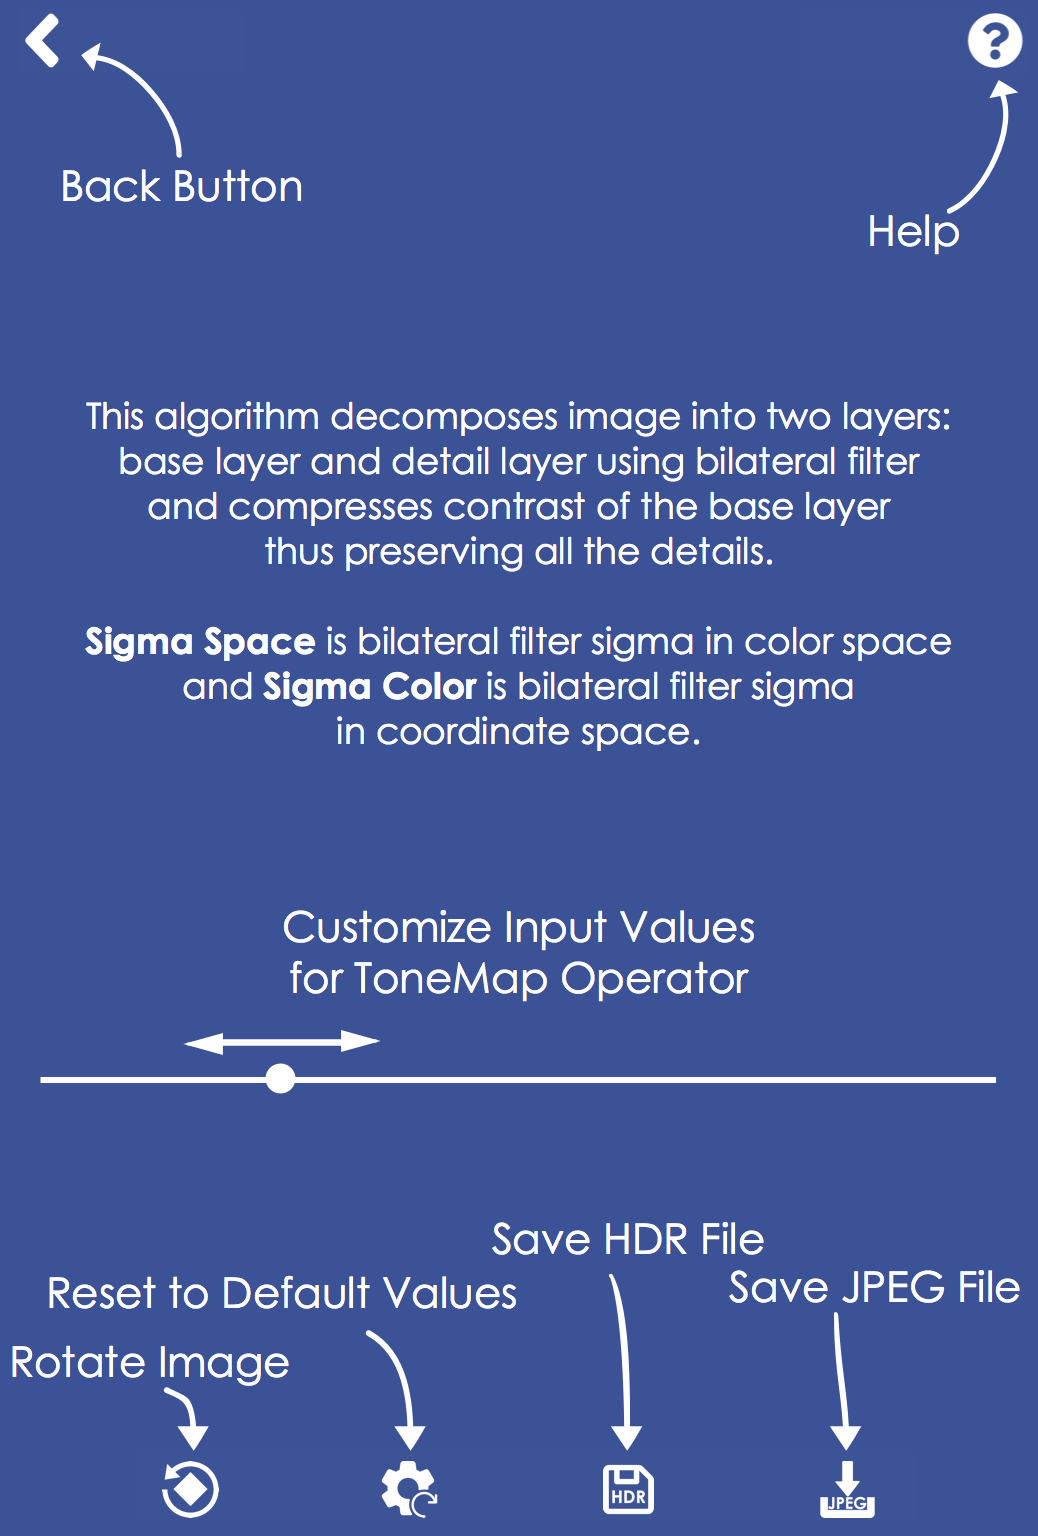 Back Button
Help
This algorithm decomposes image into two layers:
base layer and detail layer using bilateral filter
and compresses contrast of the base layer
thus preserving all the details.
Sigma Space is bilateral filter sigma in color space
and Sigma Color is bilateral filter sigma
in coordinate space.
Customize Input Values
for ToneMap Operator
Save HDR File
Save JPEG File
Reset to Default Values
Rotate Image
HDR
JPEG